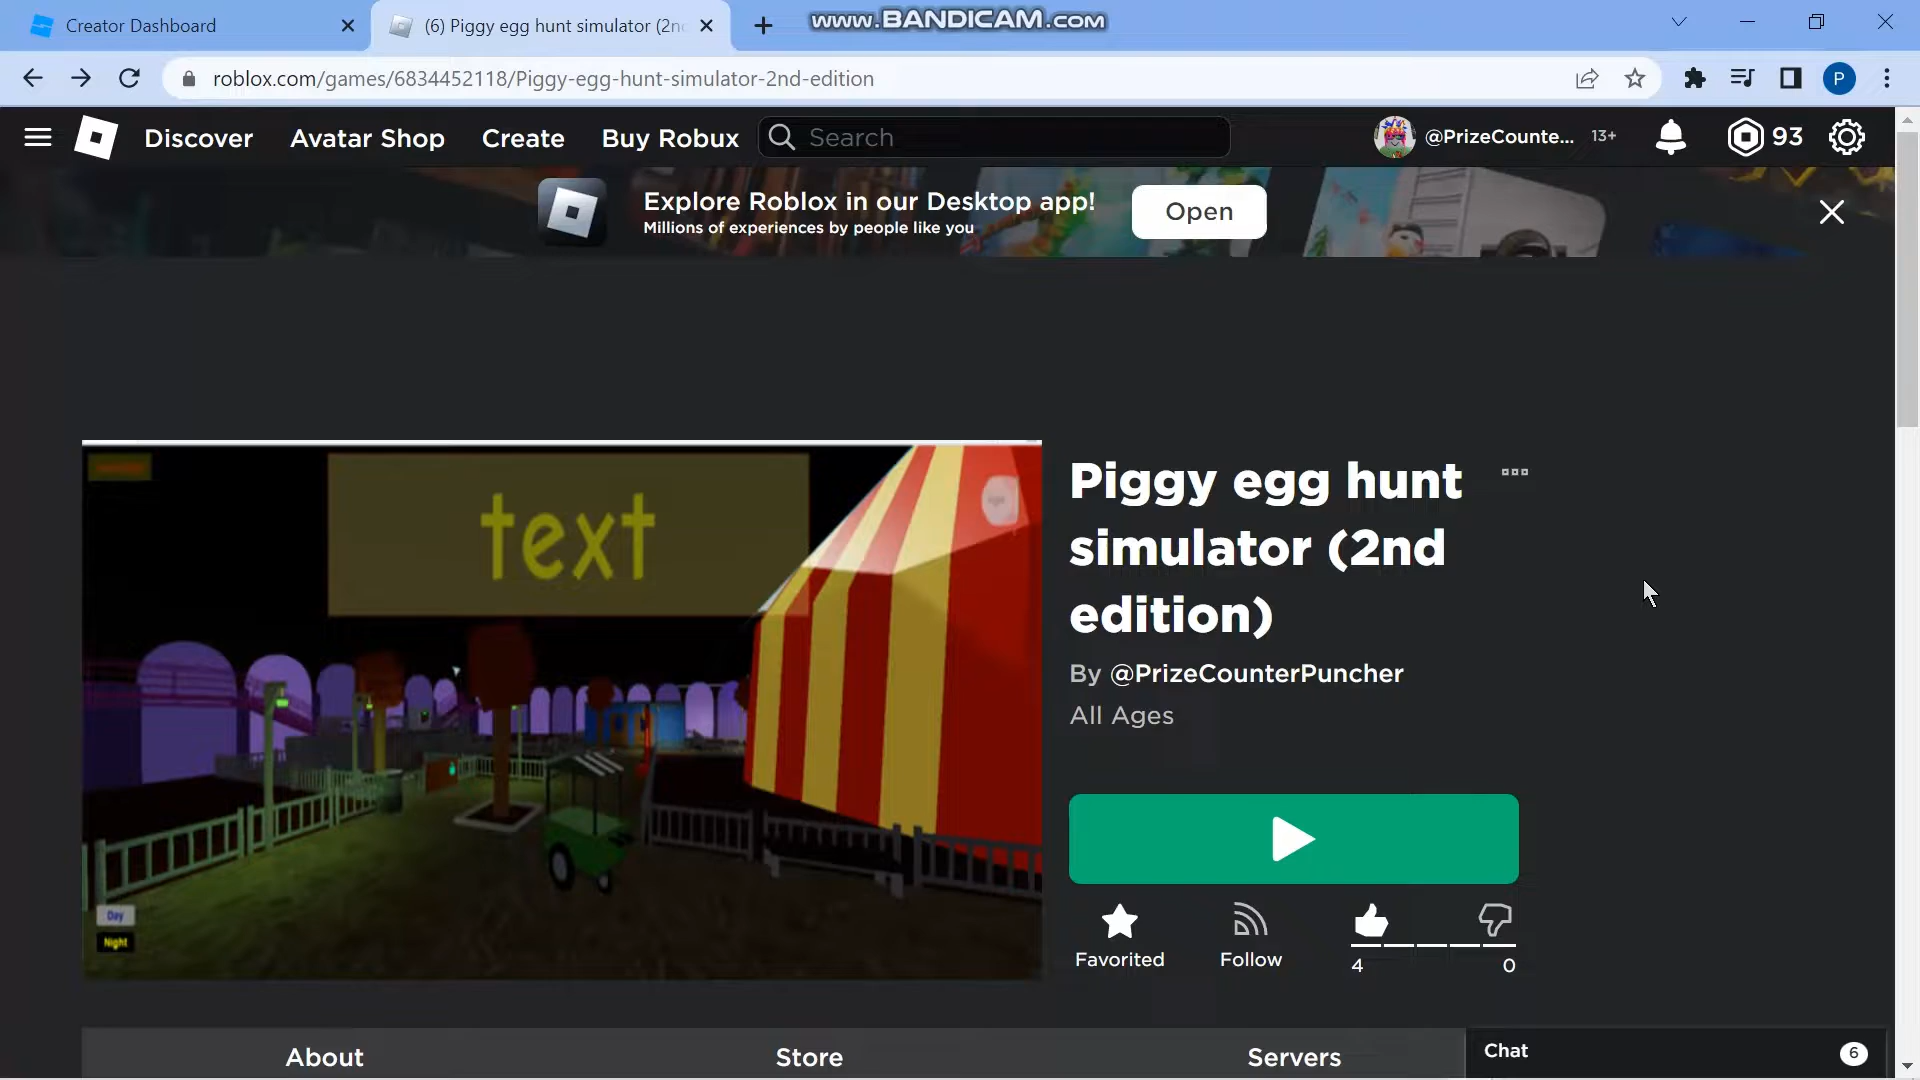 Creator Dashboard
(6) Piggy egg hunt simulator (2nd
www.BANDICAM.com
roblox.com/games/6834452118/Piggy-egg-hunt-simulator-2nd-edition
P
Discover
Avatar Shop
Create
Buy Robux
Search
@PrizeCounte...
13+
93
Explore Roblox in our Desktop app!
Millions of experiences by people like you
Open
text
Day
Night
Piggy egg hunt
simulator (2nd
edition)
By @PrizeCounterPuncher
All Ages
Favorited
Follow
4
0
About
Store
Servers
Chat
6